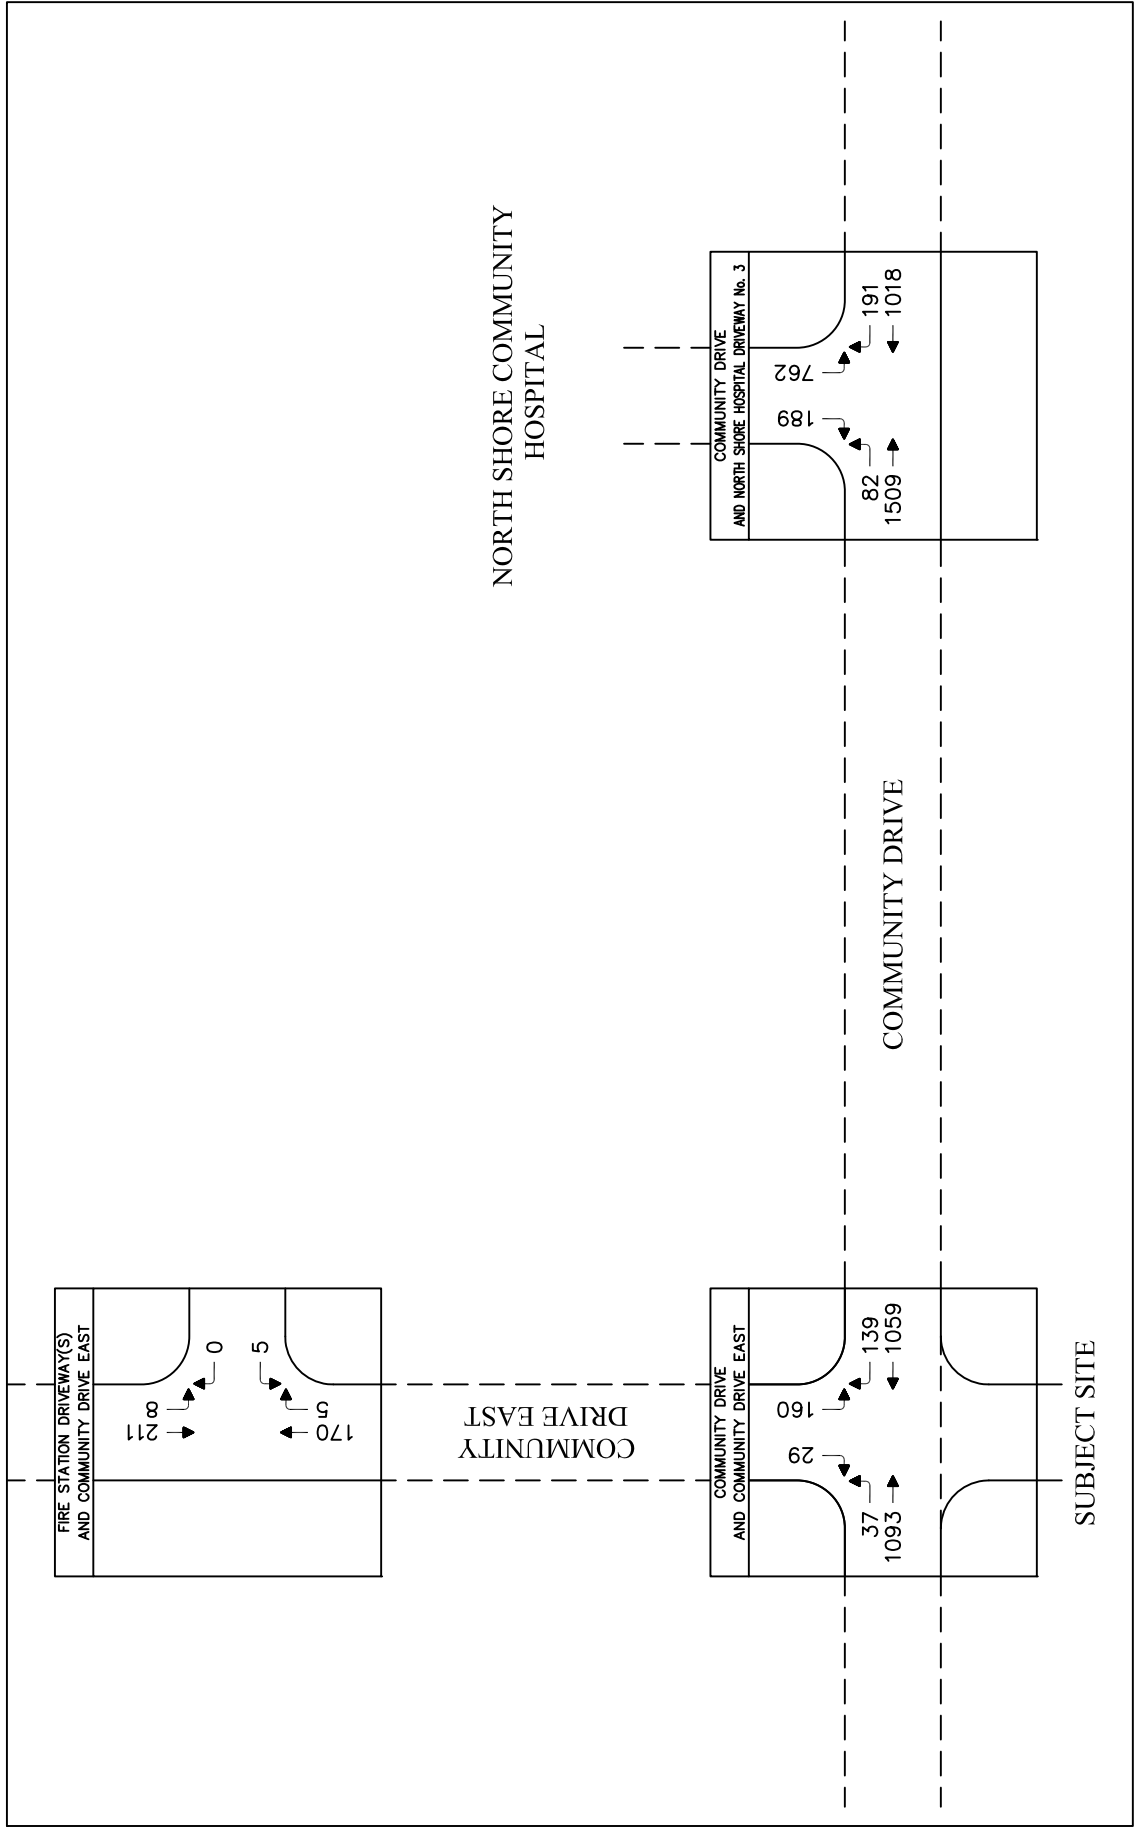 NORTH SHORE COMMUNITY
HOSPITAL
COMMUNITY DRIVE
AND NORTH SHORE HOSPITAL DRIVEWAY No. 3
762
189
191
1018
82
1509
COMMUNITY DRIVE
FIRE STATION DRIVEWAY(S)
AND COMMUNITY DRIVE EAST
211
8
0
5
5
170
COMMUNITY
DRIVE EAST
COMMUNITY DRIVE
AND COMMUNITY DRIVE EAST
160
29
139
1059
37
1093
SUBJECT SITE